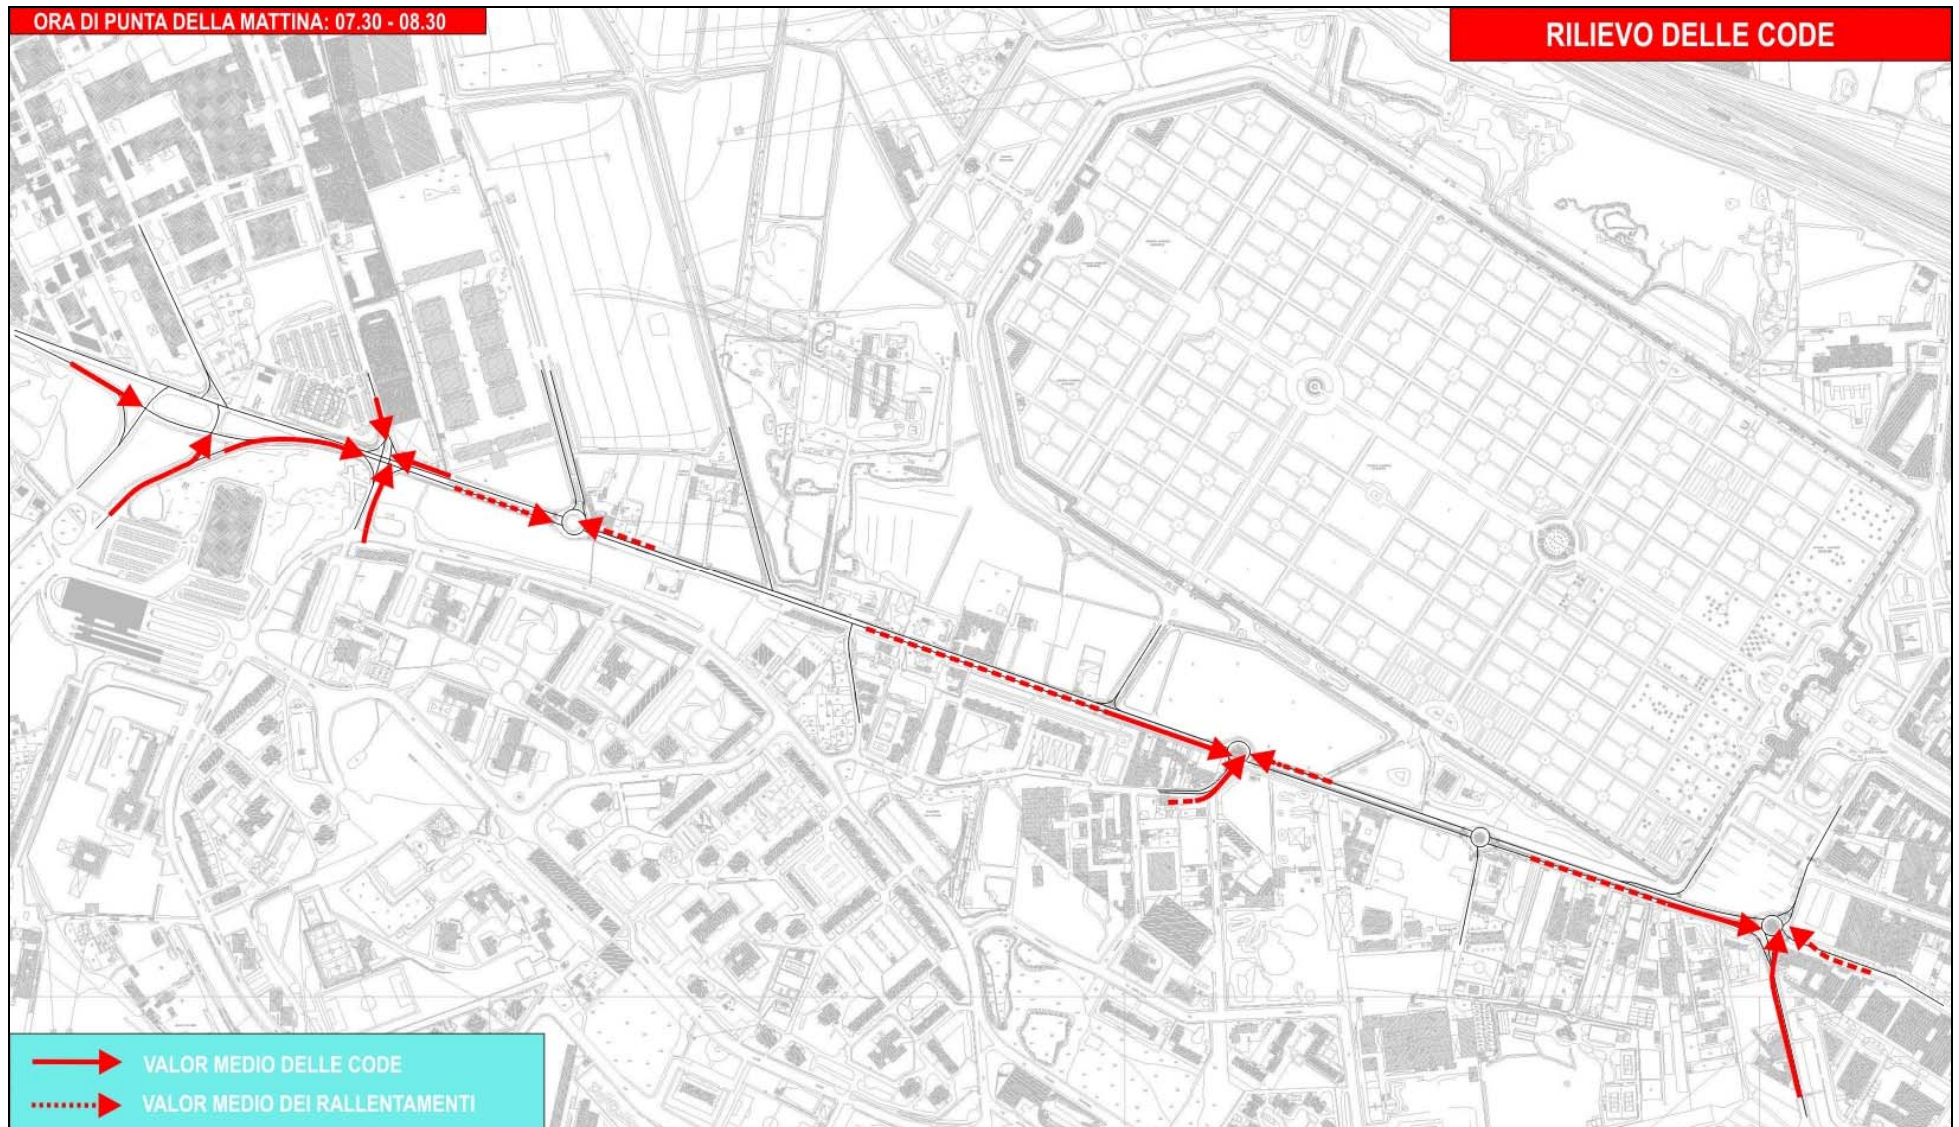 ORA DI PUNTA DELLA MATTINA: 07.30 - 08.30
RILIEVO DELLE CODE
VALOR MEDIO DELLE CODE
VALOR MEDIO DEI RALLENTAMENTI